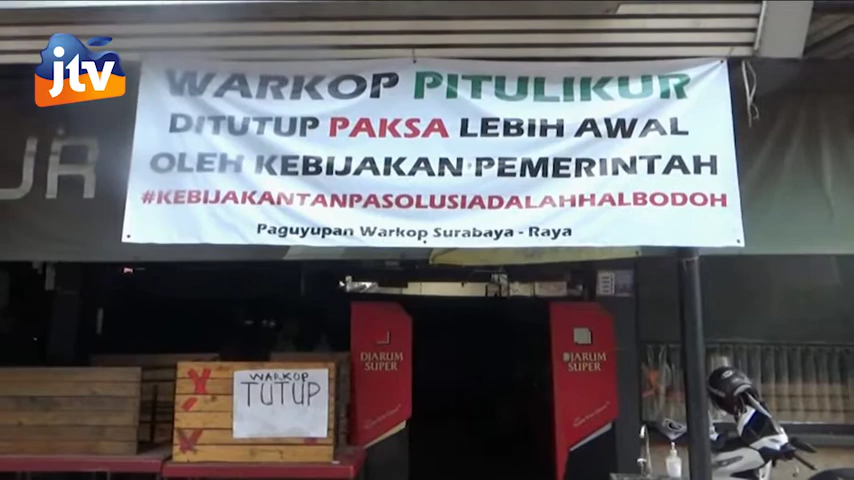 jtv
WARKOP PITULIKUR
DITUTUP PAKSA LEBIH AWAL
OLEH KEBIJAKAN PEMERINTAH
#KEBIJAKANTANPASOLUSIADALAHHALBODOH
Paguyupan Warkop Surabaya - Raya
UR
DJARUM
SUPER
DJARUM
SUPER
WARKOP
TUTUP